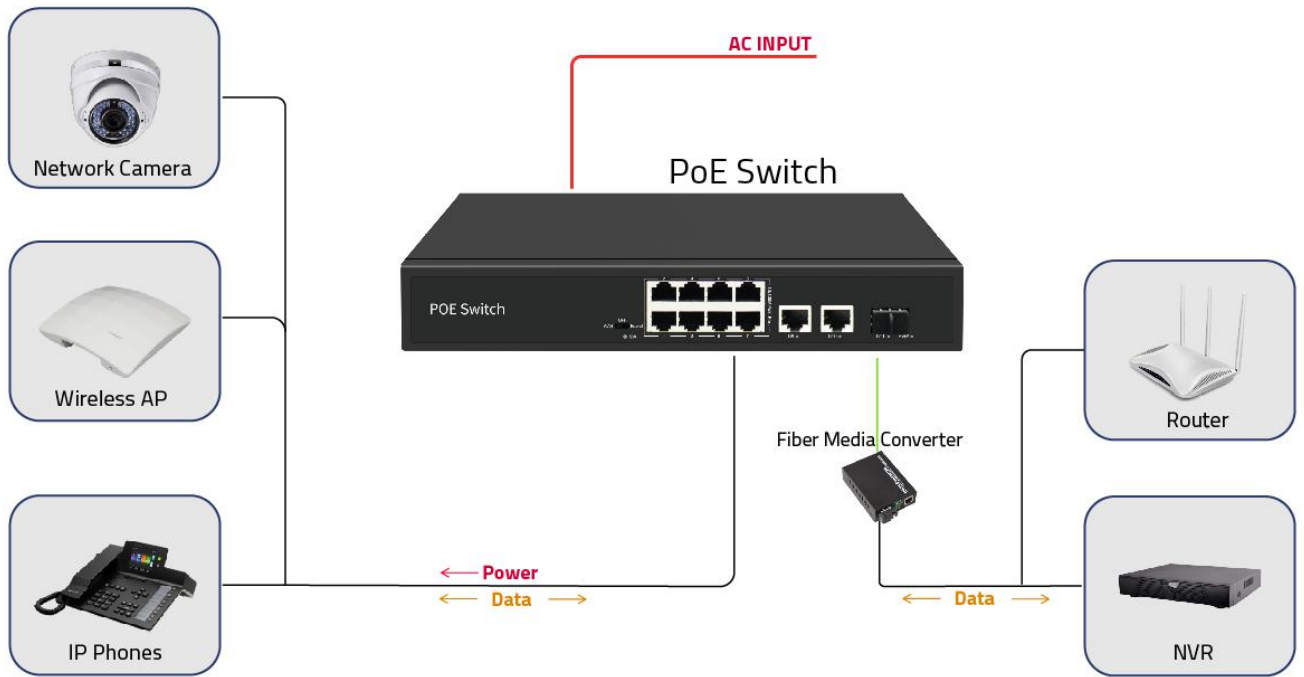 AC INPUT
PoE Switch
Network Camera
POE Switch
Wireless AP
Router
Fiber Media Converter
Power
Data
Data
IP Phones
NVR